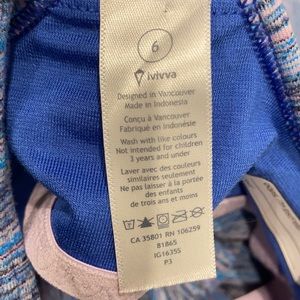 6
ivivva
Designed in Vancouver
Made in Indonesia
Conçu à Vancouver
Fabriqué en Indonésie
Wash with like colours
Not intended for children
3 years and under
Laver avec des couleurs
similaires seulement
Ne s'adresse pas à la portée
des enfants
de trois ans et moins
CA 35801 RN 106259
81865
IG1635S
P3